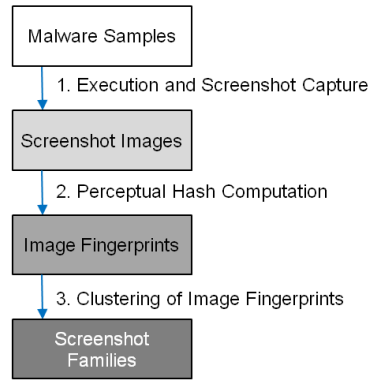 Malware Samples
1. Execution and Screenshot Capture
Screenshot Images
2. Perceptual Hash Computation
Image Fingerprints
3. Clustering of Image Fingerprints
Screenshot
Families